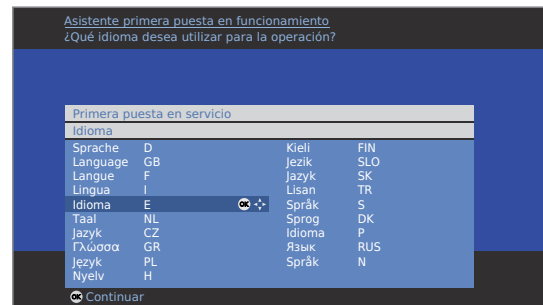 Asistente primera puesta en funcionamiento
¿Qué idioma desea utilizar para la operación?
Primera puesta en servicio
Idioma
Sprache D Kieli FIN
Language GB Jezik SLO
Langue F Jazyk SK
Lingua I Lisan TR
Idioma E OK Språk S
Taal NL Sprog DK
Jazyk CZ Idioma P
Γλώσσα GR Язык RUS
Język PL Språk N
Nyelv H
OK Continuar